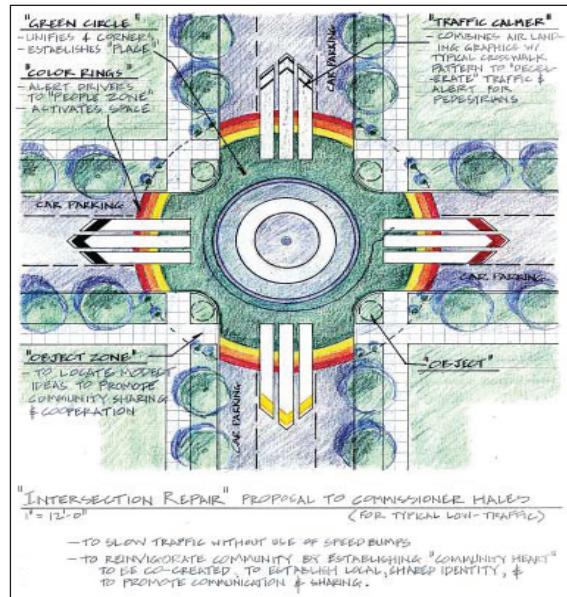 "GREEN CIRCLE"
- UNIFIES 4 CORNERS
- ESTABLISHES "PLACE"
"COLOR RINGS"
- ALERT DRIVERS
TO "PEOPLE ZONE"
- ACTIVATES SPACE
"TRAFFIC CALMER"
- COMBINES AIR LAND-
ING GRAPHICS W/
TYPICAL CROSSWALK
PATTERN TO "DECEL-
ERATE" TRAFFIC &
ALERT FOR
PEDESTRIANS
CAR PARKING
CAR PARKING
CAR PARKING
CAR PARKING
"OBJECT ZONE"
- TO LOCATE MODEST
IDEAS TO PROMOTE
COMMUNITY SHARING
& COOPERATION
"OBJECT"
"INTERSECTION REPAIR" PROPOSAL TO COMMISSIONER HALES
1" = 12'-0" (FOR TYPICAL LOW-TRAFFIC)
- TO SLOW TRAFFIC WITHOUT USE OF SPEED BUMPS
- TO REINVIGORATE COMMUNITY BY ESTABLISHING "COMMUNITY HEART"
TO BE CO-CREATED, TO ESTABLISH LOCAL, SHARED IDENTITY, &
TO PROMOTE COMMUNICATION & SHARING.